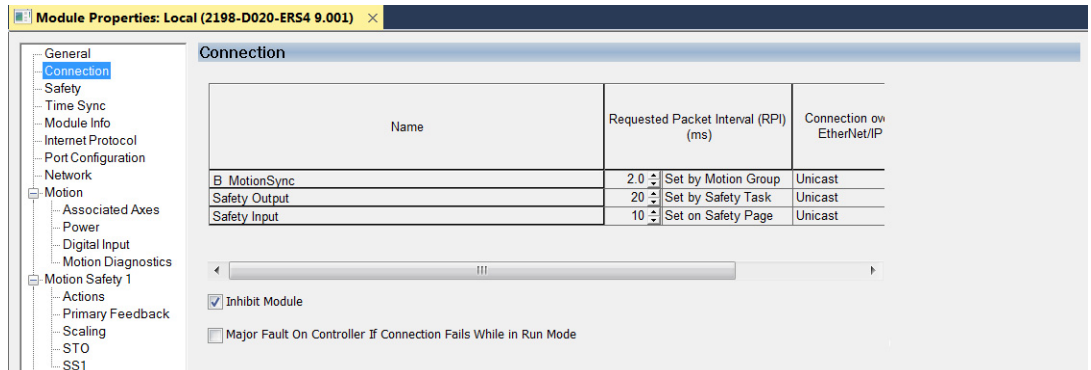 Module Properties: Local (2198-D020-ERS4 9.001) ×
General
Connection
Safety
Time Sync
Module Info
Internet Protocol
Port Configuration
Network
Motion
Associated Axes
Power
Digital Input
Motion Diagnostics
Motion Safety 1
Actions
Primary Feedback
Scaling
STO
SS1
Connection
Name
Requested Packet Interval (RPI)
(ms)
Connection ov
EtherNet/IP
B_MotionSync 2.0 Set by Motion Group Unicast
Safety Output 20 Set by Safety Task Unicast
Safety Input 10 Set on Safety Page Unicast
Inhibit Module
Major Fault On Controller If Connection Fails While in Run Mode